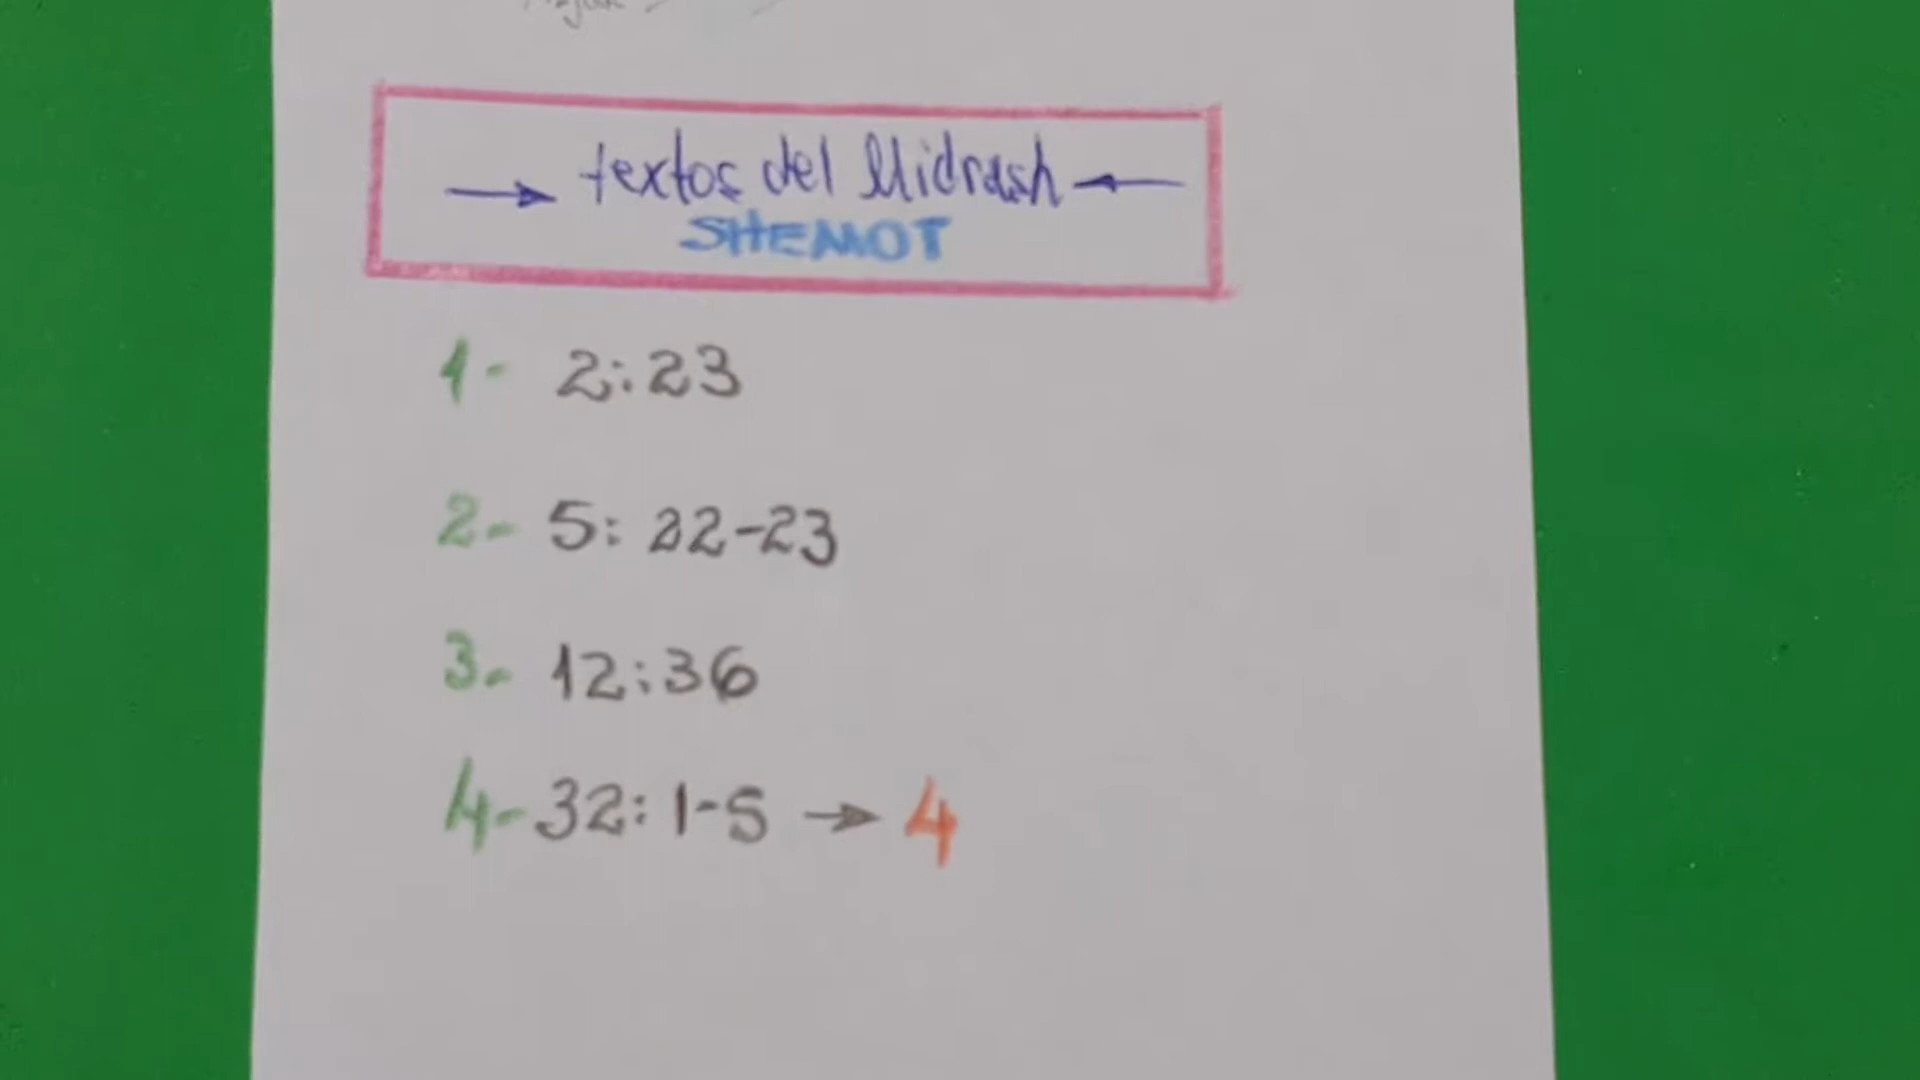 → textos del Midrash ←
SHEMOT
1- 2:23
2- 5: 22-23
3- 12:36
4- 32: 1-5 → 4